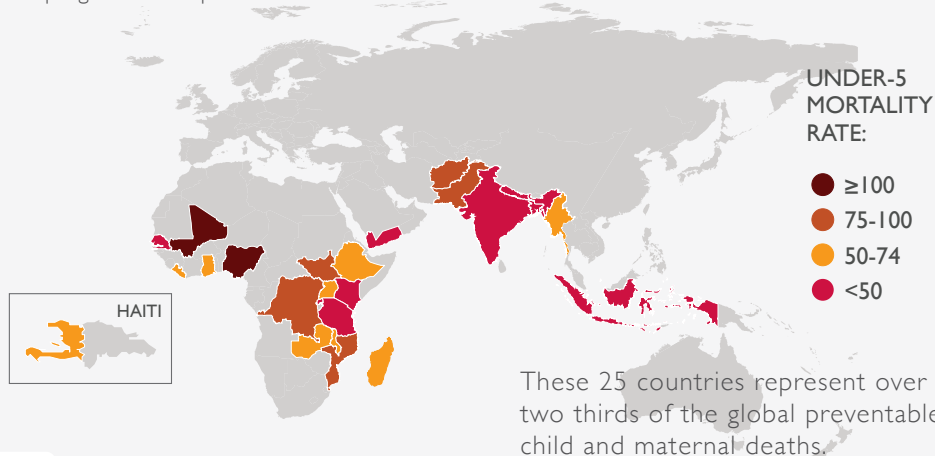 UNDER-5
MORTALITY
RATE:
≥100
75-100
50-74
<50
HAITI
These 25 countries represent over
two thirds of the global preventable
child and maternal deaths.